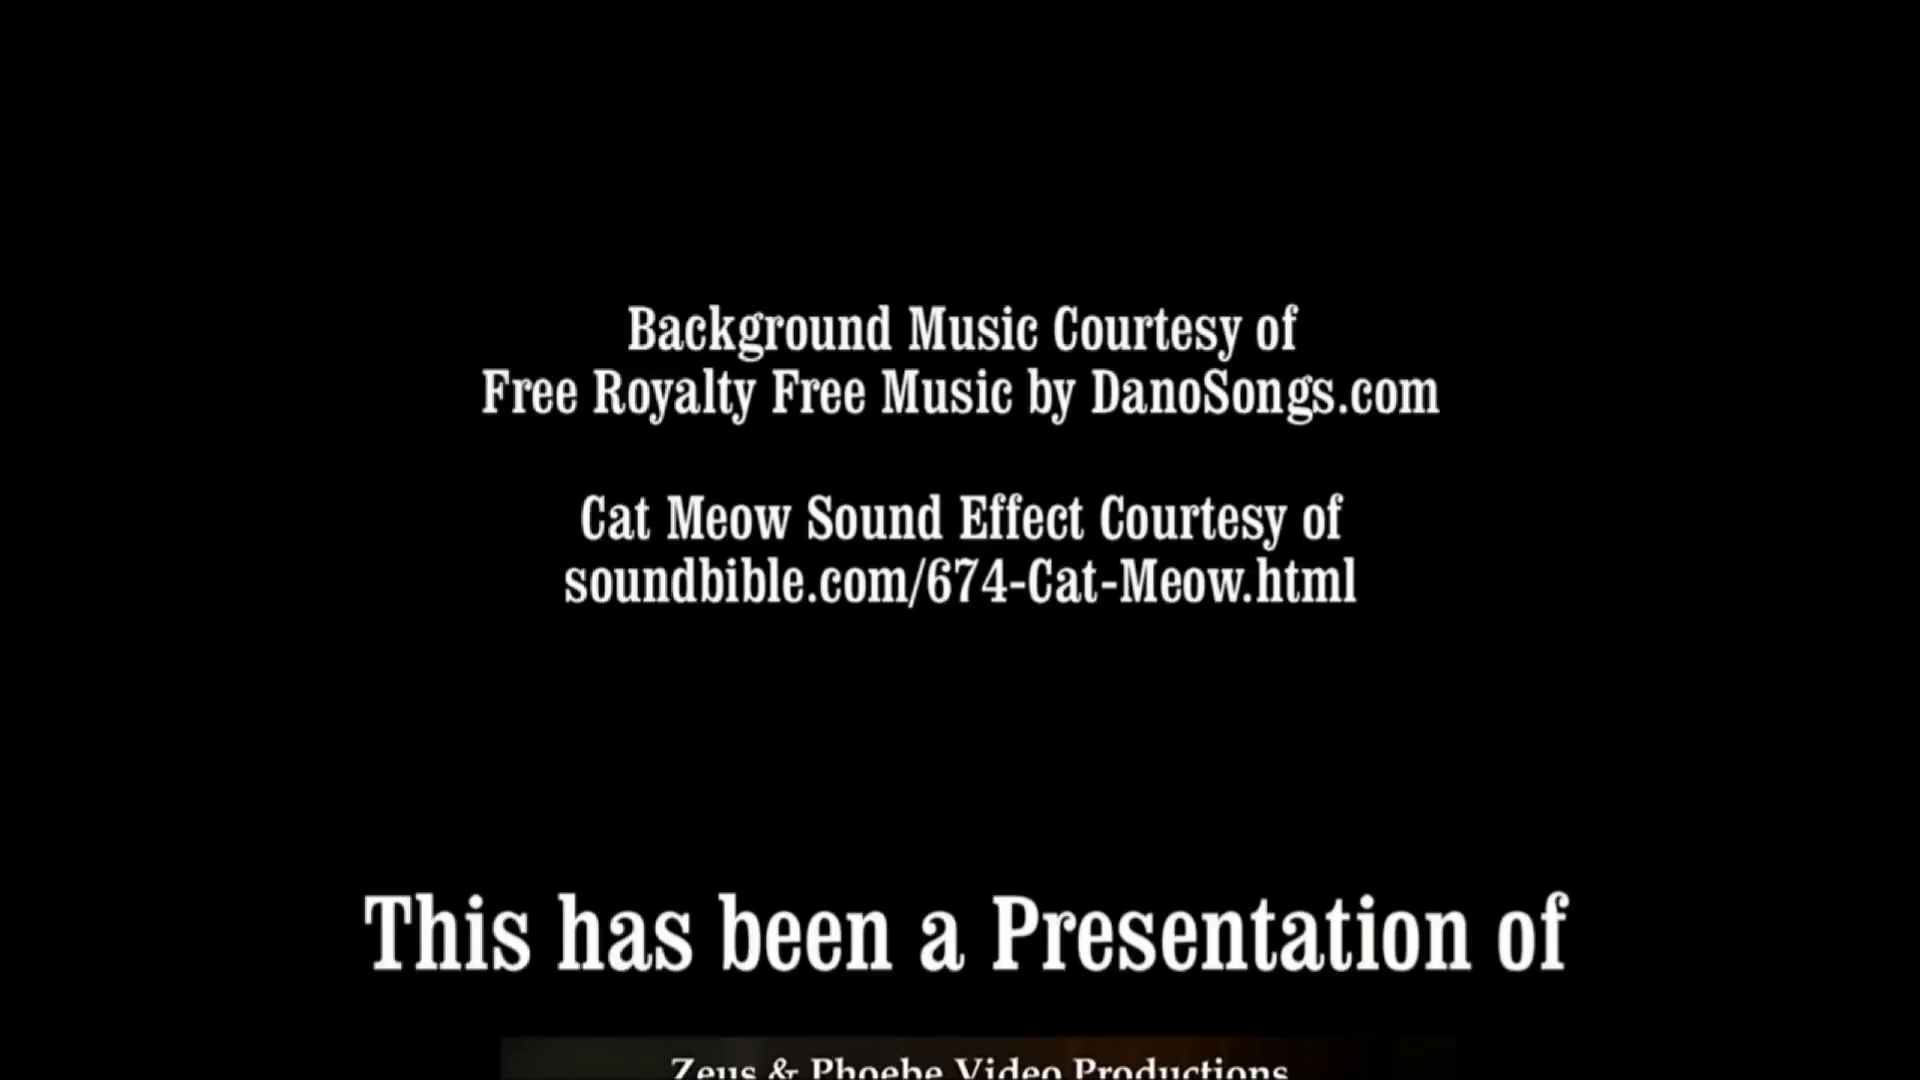 Background Music Courtesy of
Free Royalty Free Music by DanoSongs.com
Cat Meow Sound Effect Courtesy of
soundbible.com/674-Cat-Meow.html
This has been a Presentation of
Zeus & Phoebe Video Productions